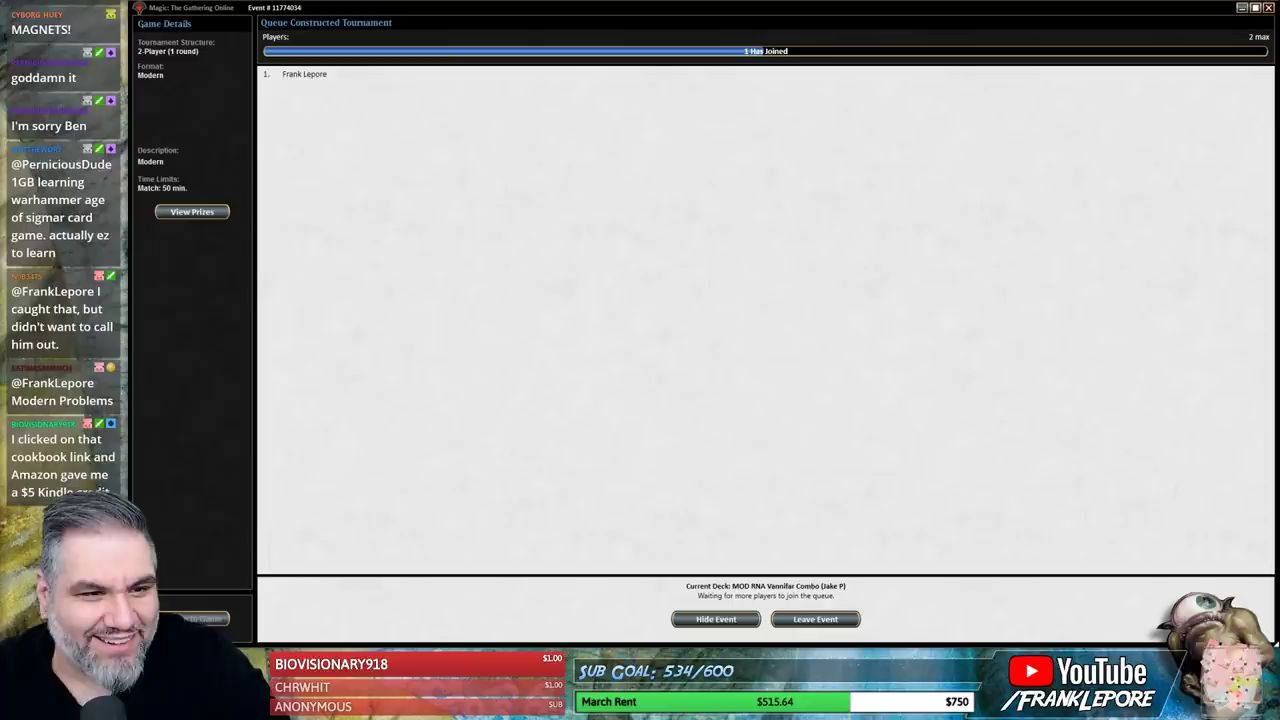 CYBORG HUEY
MAGNETS!
goddamn it
I'm sorry Ben
@PerniciousDude
1GB learning
warhammer age
of sigmar card
game. actually ez
to learn
@FrankLepore I
caught that, but
didn't want to call
him out.
@FrankLepore
Modern Problems
BIOVISIONARY918
I clicked on that
cookbook link and
Amazon gave me
a $5 Kindle credit
Magic: The Gathering Online Event # 11774034
Game Details
Tournament Structure:
2-Player (1 round)
Format:
Modern
Description:
Modern
Time Limits:
Match: 50 min.
View Prizes
Queue Constructed Tournament
Players:
2 max
1 Has Joined
1. Frank Lepore
Current Deck: MOD RNA Vannifar Combo (Jake P)
Waiting for more players to join the queue.
Hide Event
Leave Event
BIOVISIONARY918 $1.00
CHRWHIT $1.00
ANONYMOUS SUB
SUB GOAL: 534/600
March Rent $515.64 $750
YouTube
/FRANKLEPORE